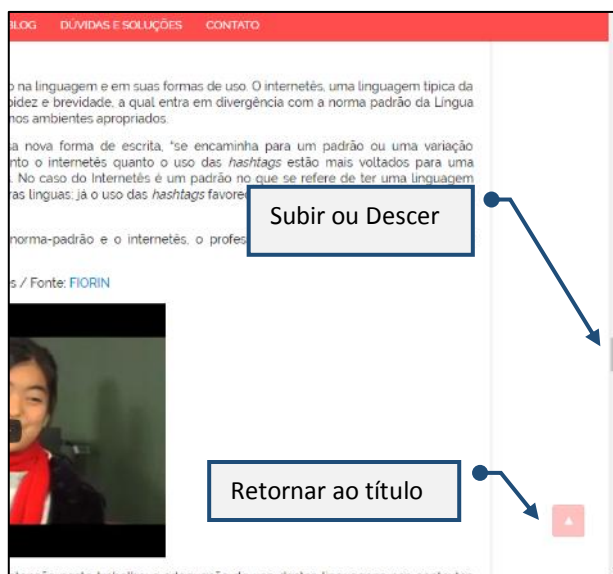 BLOG DÚVIDAS E SOLUÇÕES CONTATO
o na linguagem e em suas formas de uso. O internetês, uma linguagem típica da
pidez e brevidade, a qual entra em divergência com a norma padrão da Língua
nos ambientes apropriados.
sa nova forma de escrita, “se encaminha para um padrão ou uma variação
nto o internetês quanto o uso das hashtags estão mais voltados para uma
. No caso do Internetês é um padrão no que se refere de ter uma linguagem
ras línguas; já o uso das hashtags favorec
Subir ou Descer
norma-padrão e o internetês, o profes
s / Fonte: FIORIN
Retornar ao título